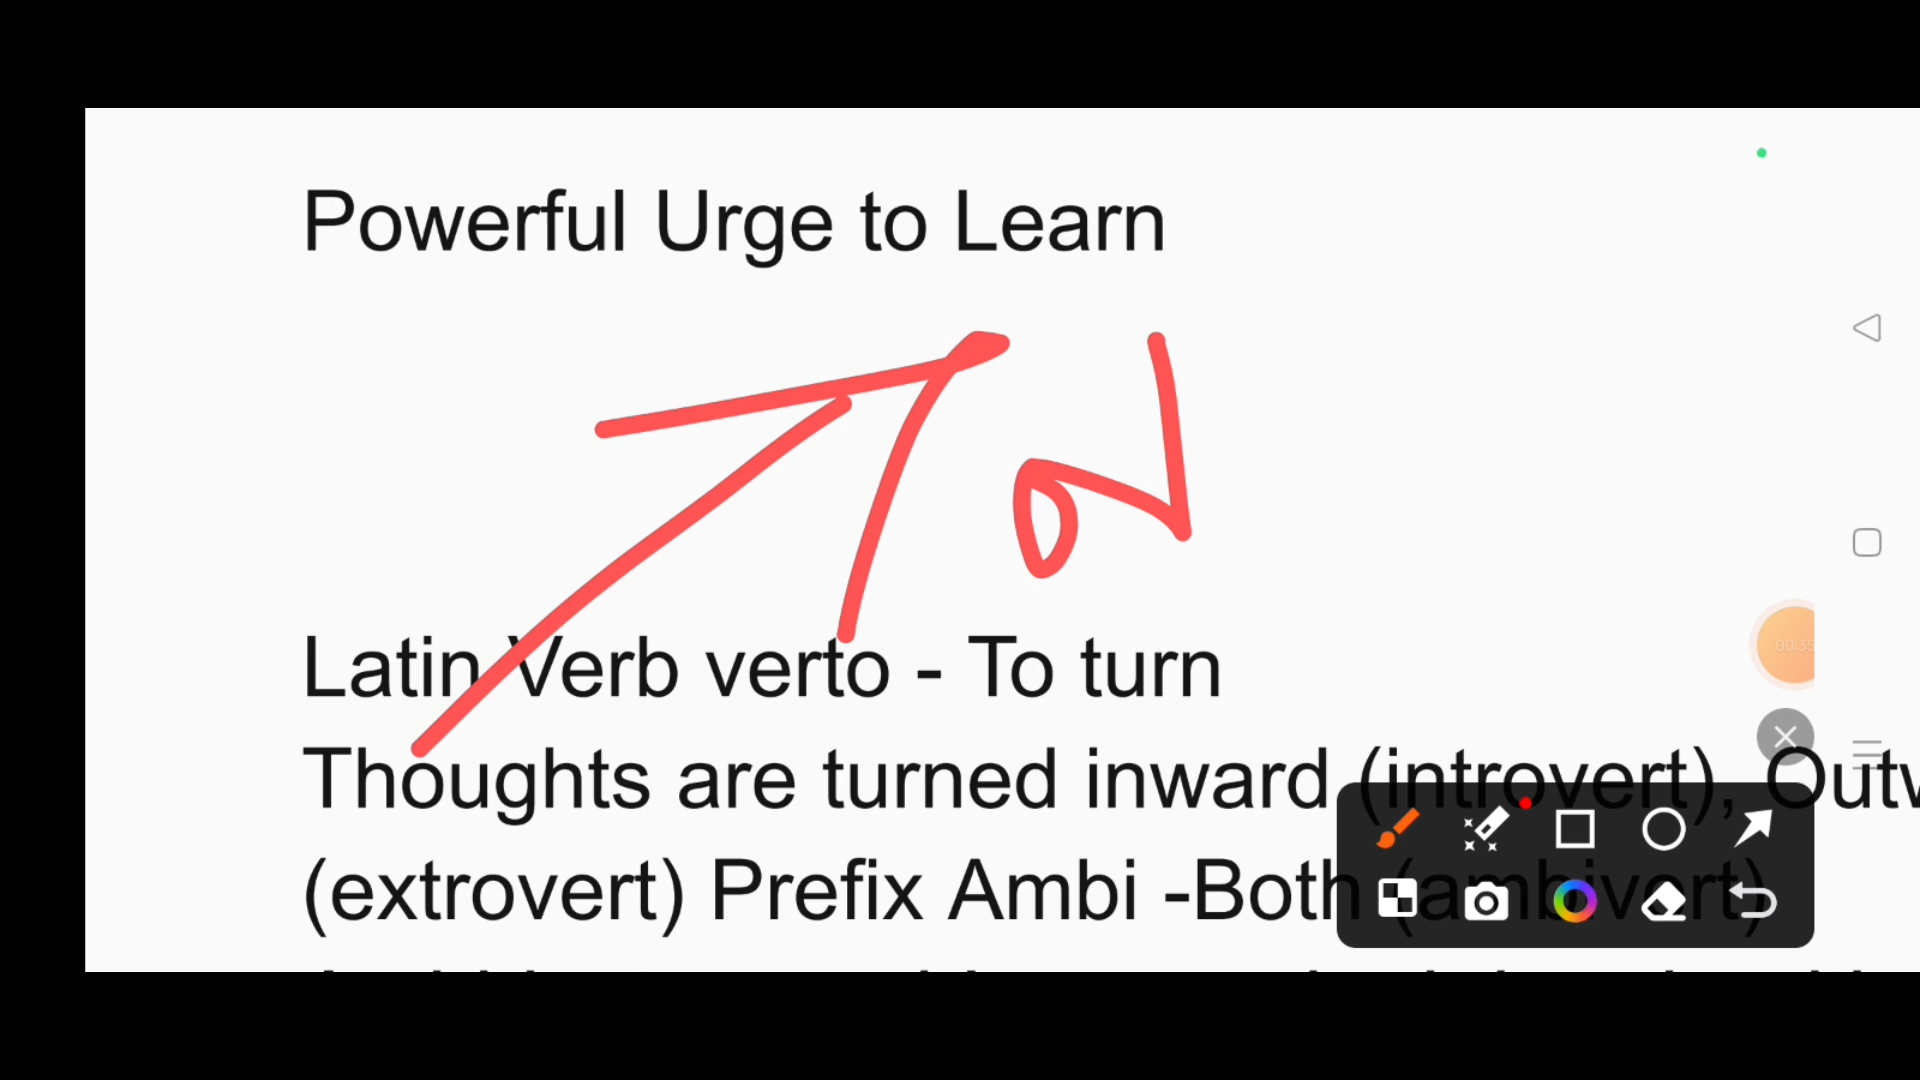 Powerful Urge to Learn
Latin Verb verto - To turn
Thoughts are turned inward (introvert),
(extrovert) Prefix Ambi -Both (ambivert)